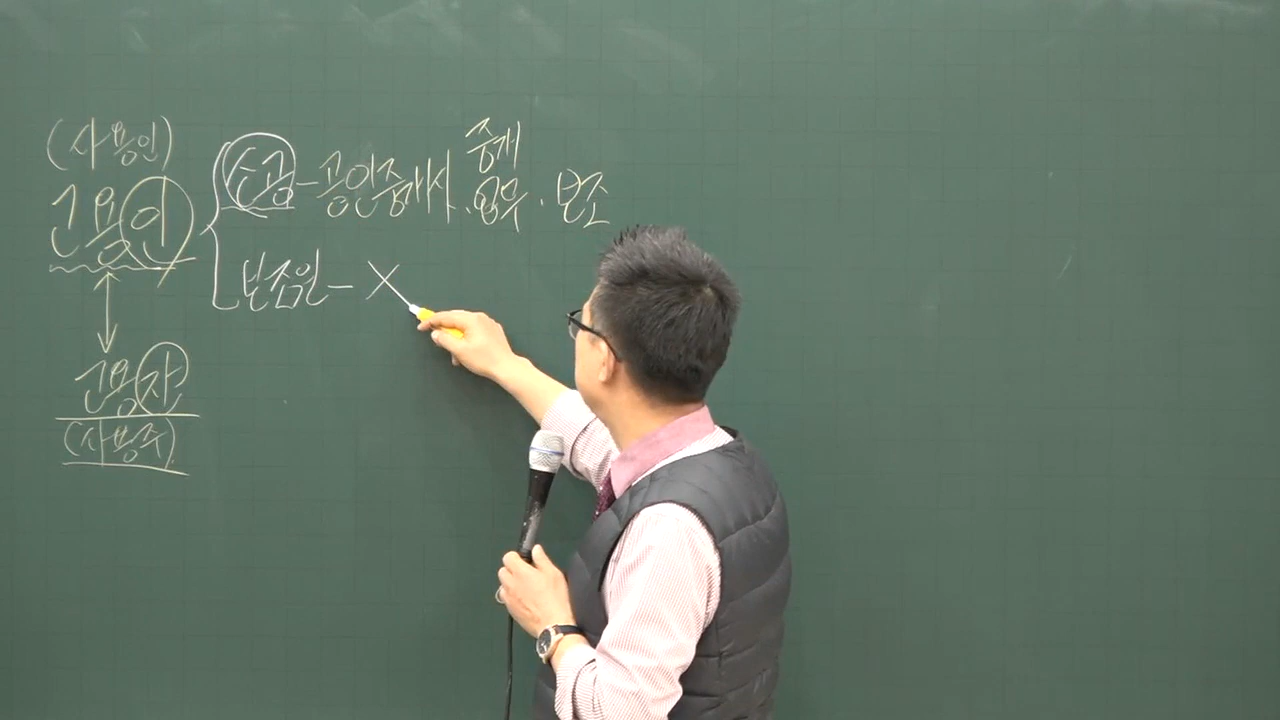 (사용인)
고용인
소공 - 공인중개사 · 중개업무 · 보조
보조원 - X
고용자
(사용주)